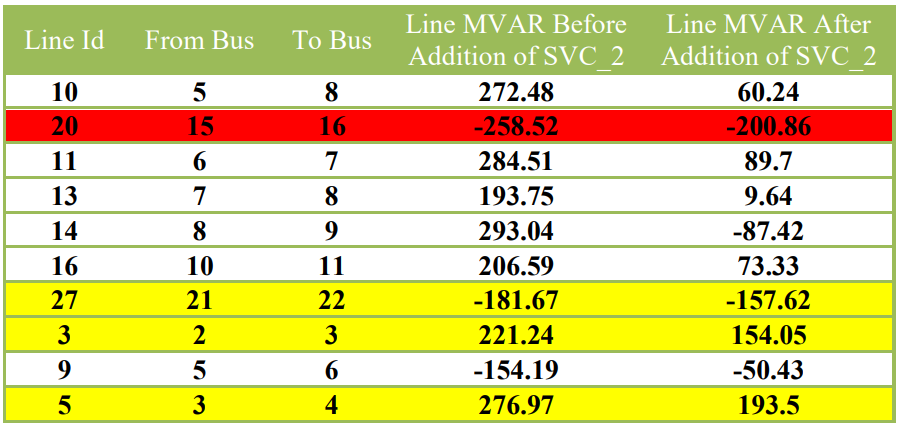 Line Id From Bus To Bus Line MVAR Before Addition of SVC_2 Line MVAR After Addition of SVC_2
10 5 8 272.48 60.24
20 15 16 -258.52 -200.86
11 6 7 284.51 89.7
13 7 8 193.75 9.64
14 8 9 293.04 -87.42
16 10 11 206.59 73.33
27 21 22 -181.67 -157.62
3 2 3 221.24 154.05
9 5 6 -154.19 -50.43
5 3 4 276.97 193.5